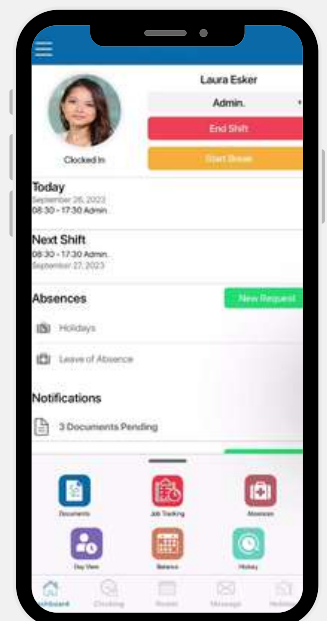 Laura Esker
Admin.
End Shift
Start Break
Clocked In
Today
September 26, 2023
08:30 - 17:30 Admin.
Next Shift
08:30 - 17:30 Admin.
September 27, 2023
Absences
New Request
Holidays
Leave of Absence
Notifications
3 Documents Pending
Documents
Job Tracking
Absences
Day View
Balance
History
shboard
Clocking
Roster
Message
Holiday